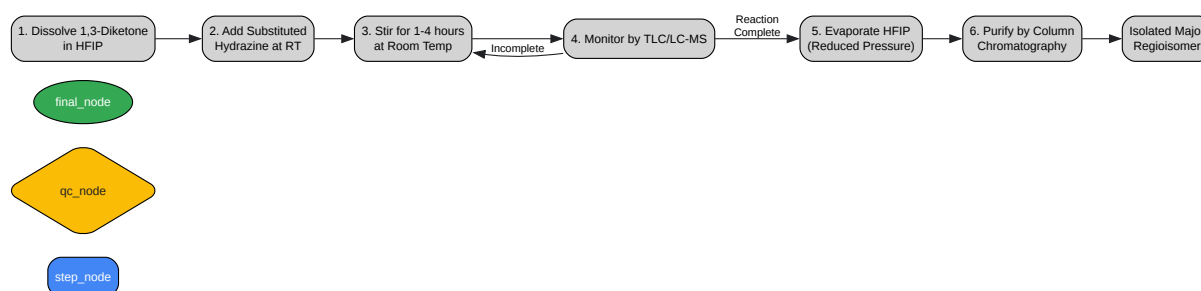 1. Dissolve 1,3-Diketone
in HFIP
2. Add Substituted
Hydrazine at RT
3. Stir for 1-4 hours
at Room Temp
Incomplete
4. Monitor by TLC/LC-MS
Reaction
Complete
5. Evaporate HFIP
(Reduced Pressure)
6. Purify by Column
Chromatography
Isolated Majo
Regioisomer
final_node
qc_node
step_node